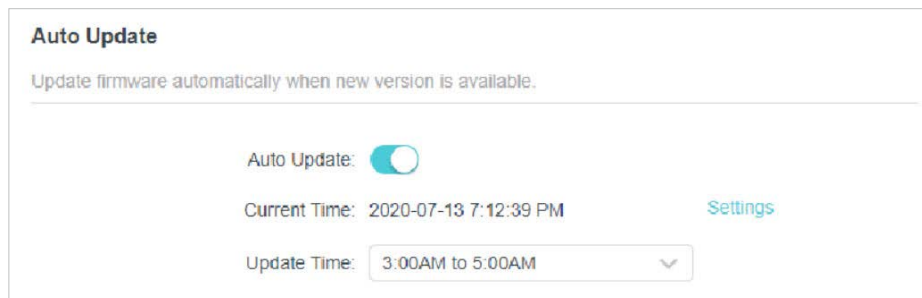 Auto Update
Update firmware automatically when new version is available.
Auto Update:
Current Time: 2020-07-13 7:12:39 PM Settings
Update Time: 3:00AM to 5:00AM